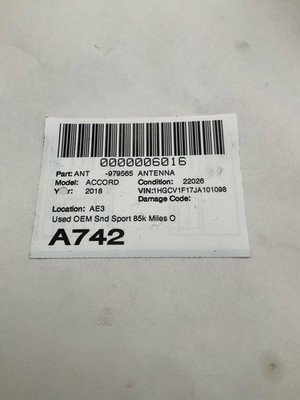 0000006016
Part: ANT -979565 ANTENNA
Model: ACCORD Condition: 22026
Year: 2018 VIN:1HGCV1F17JA101098
Damage Code:
Location: AE3
Used OEM Snd Sport 85k Miles O
A742